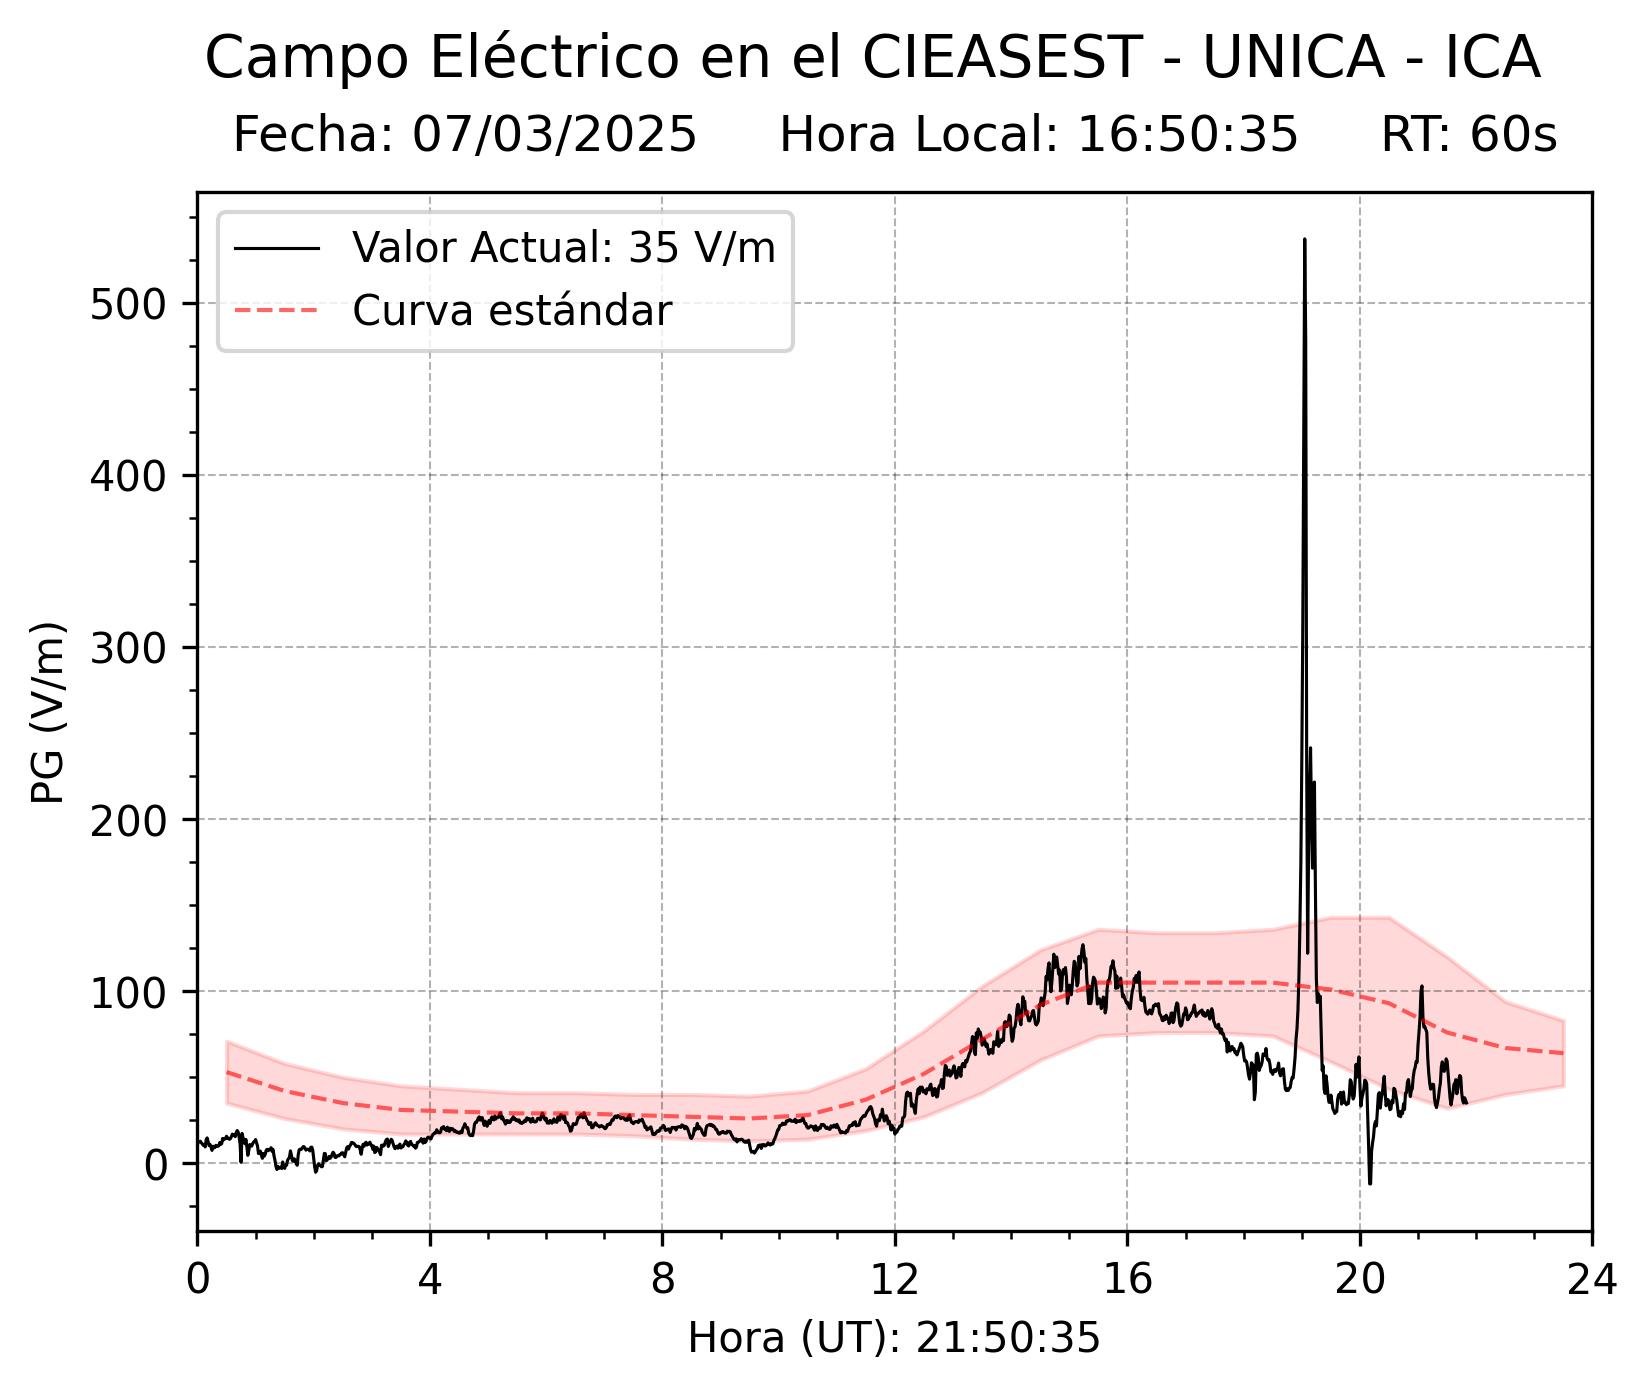 Campo Eléctrico en el CIEASEST - UNICA - ICA
Fecha: 07/03/2025 Hora Local: 16:50:35 RT: 60s
Valor Actual: 35 V/m
Curva estándar
500
400
300
200
100
0
PG (V/m)
0 4 8 12 16 20 24
Hora (UT): 21:50:35